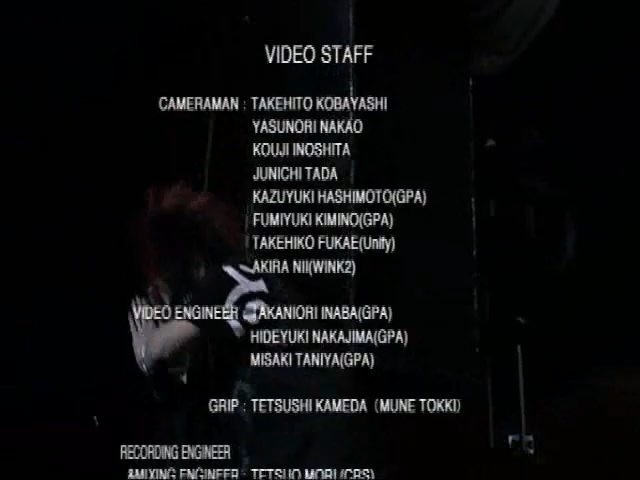 VIDEO STAFF
CAMERAMAN : TAKEHITO KOBAYASHI
YASUNORI NAKAO
KOUJI INOSHITA
JUNICHI TADA
KAZUYUKI HASHIMOTO(GPA)
FUMIYUKI KIMINO(GPA)
TAKEHIKO FUKAE(Unify)
AKIRA NII(WINK2)
VIDEO ENGINEER : TAKANIORI INABA(GPA)
HIDEYUKI NAKAJIMA(GPA)
MISAKI TANIYA(GPA)
GRIP : TETSUSHI KAMEDA (MUNE TOKKI)
RECORDING ENGINEER
&MIXING ENGINEER : TETSUO MORI(CRS)